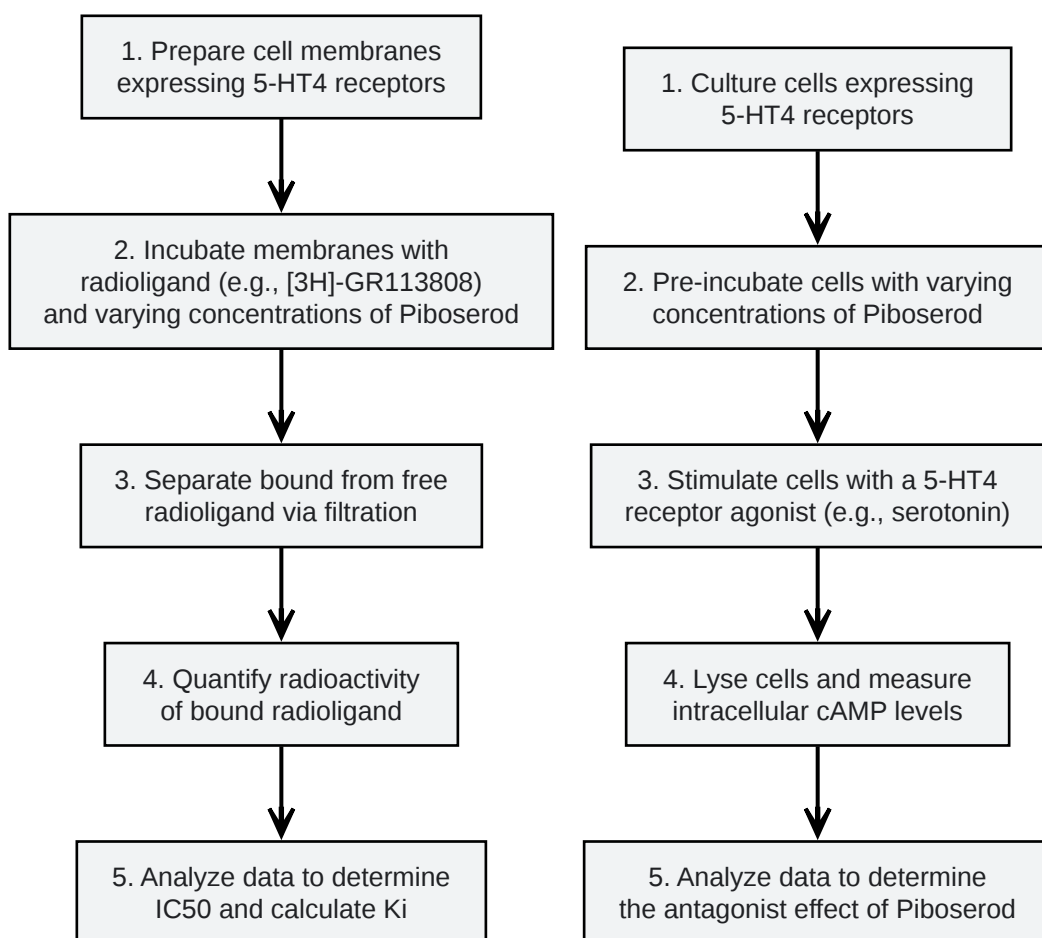 1. Prepare cell membranes
expressing 5-HT4 receptors
2. Incubate membranes with
radioligand (e.g., [3H]-GR113808)
and varying concentrations of Piboserod
3. Separate bound from free
radioligand via filtration
4. Quantify radioactivity
of bound radioligand
5. Analyze data to determine
IC50 and calculate Ki
1. Culture cells expressing
5-HT4 receptors
2. Pre-incubate cells with varying
concentrations of Piboserod
3. Stimulate cells with a 5-HT4
receptor agonist (e.g., serotonin)
4. Lyse cells and measure
intracellular cAMP levels
5. Analyze data to determine
the antagonist effect of Piboserod